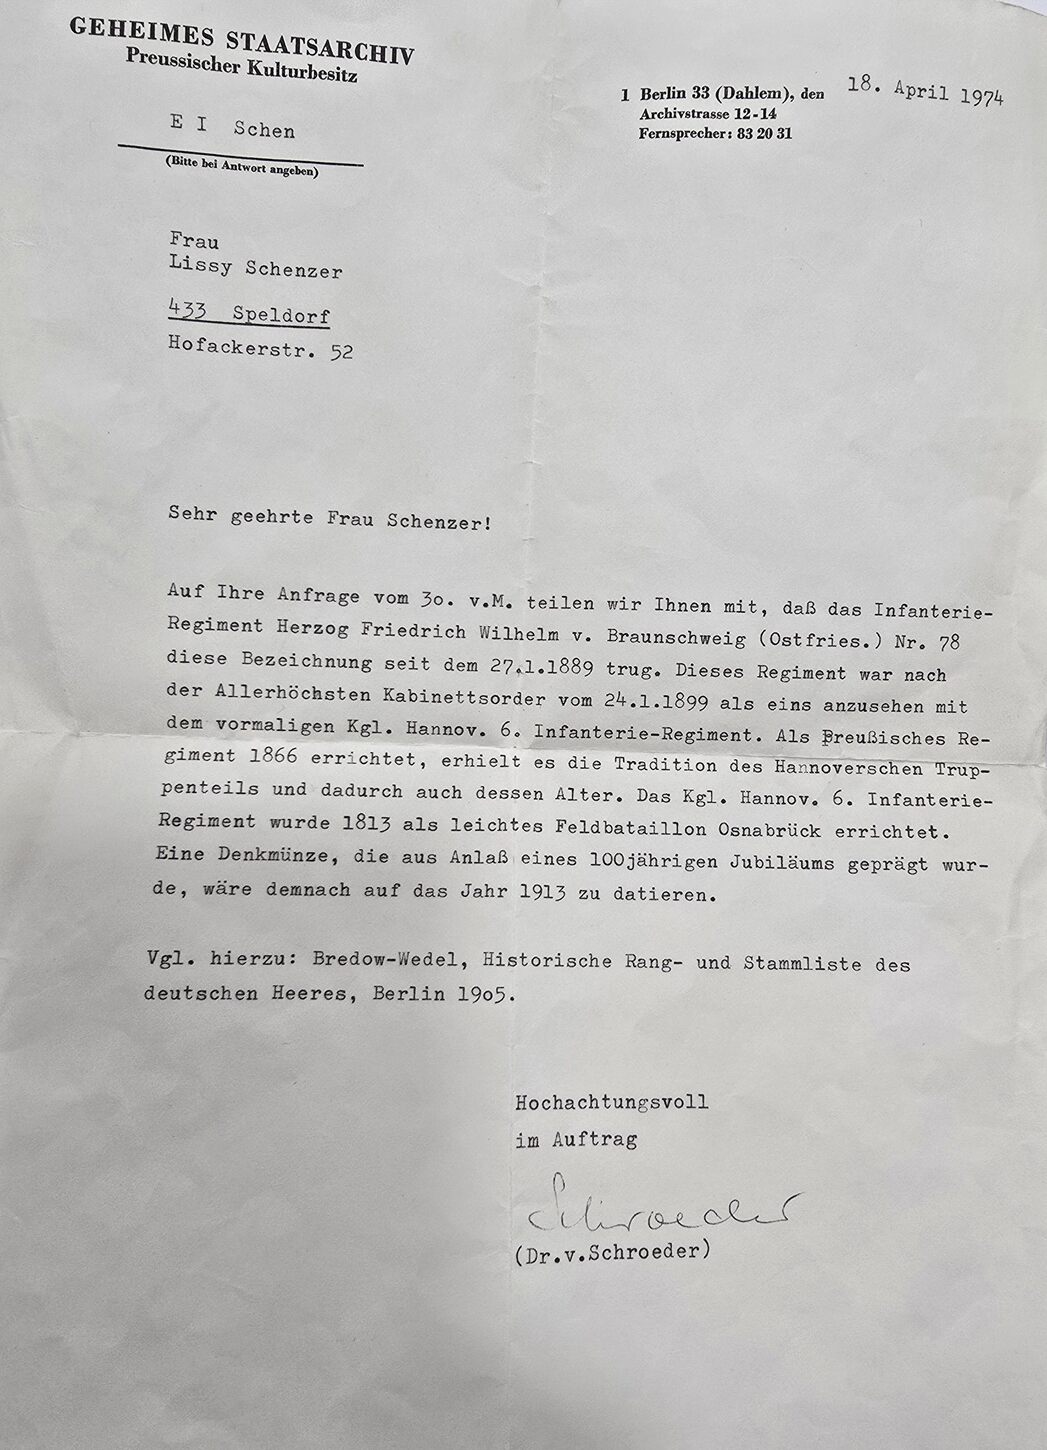 GEHEIMES STAATSARCHIV
Preussischer Kulturbesitz
1 Berlin 33 (Dahlem), den 18. April 1974
Archivstrasse 12-14
Fernsprecher: 83 20 31
E I Schen
(Bitte bei Antwort angeben)
Frau
Lissy Schenzer
433 Speldorf
Hofackerstr. 52
Sehr geehrte Frau Schenzer!
Auf Ihre Anfrage vom 3o. v.M. teilen wir Ihnen mit, daß das Infanterie-
Regiment Herzog Friedrich Wilhelm v. Braunschweig (Ostfries.) Nr. 78
diese Bezeichnung seit dem 27.1.1889 trug. Dieses Regiment war nach
der Allerhöchsten Kabinettsorder vom 24.1.1899 als eins anzusehen mit
dem vormaligen Kgl. Hannov. 6. Infanterie-Regiment. Als Preußisches Re-
giment 1866 errichtet, erhielt es die Tradition des Hannoverschen Trup-
penteils und dadurch auch dessen Alter. Das Kgl. Hannov. 6. Infanterie-
Regiment wurde 1813 als leichtes Feldbataillon Osnabrück errichtet.
Eine Denkmünze, die aus Anlaß eines 100jährigen Jubiläums geprägt wur-
de, wäre demnach auf das Jahr 1913 zu datieren.
Vgl. hierzu: Bredow-Wedel, Historische Rang- und Stammliste des
deutschen Heeres, Berlin 19o5.
Hochachtungsvoll
im Auftrag
Schroeder
(Dr.v.Schroeder)